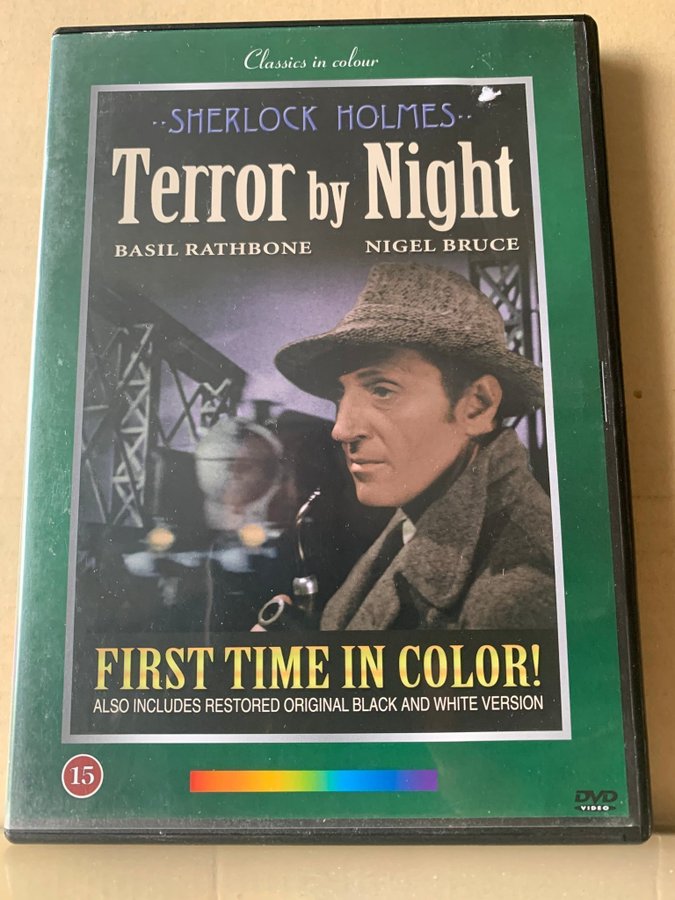 Classics in colour
··SHERLOCK HOLMES··
Terror by Night
BASIL RATHBONE NIGEL BRUCE
FIRST TIME IN COLOR!
ALSO INCLUDES RESTORED ORIGINAL BLACK AND WHITE VERSION
15
DVD
VIDEO